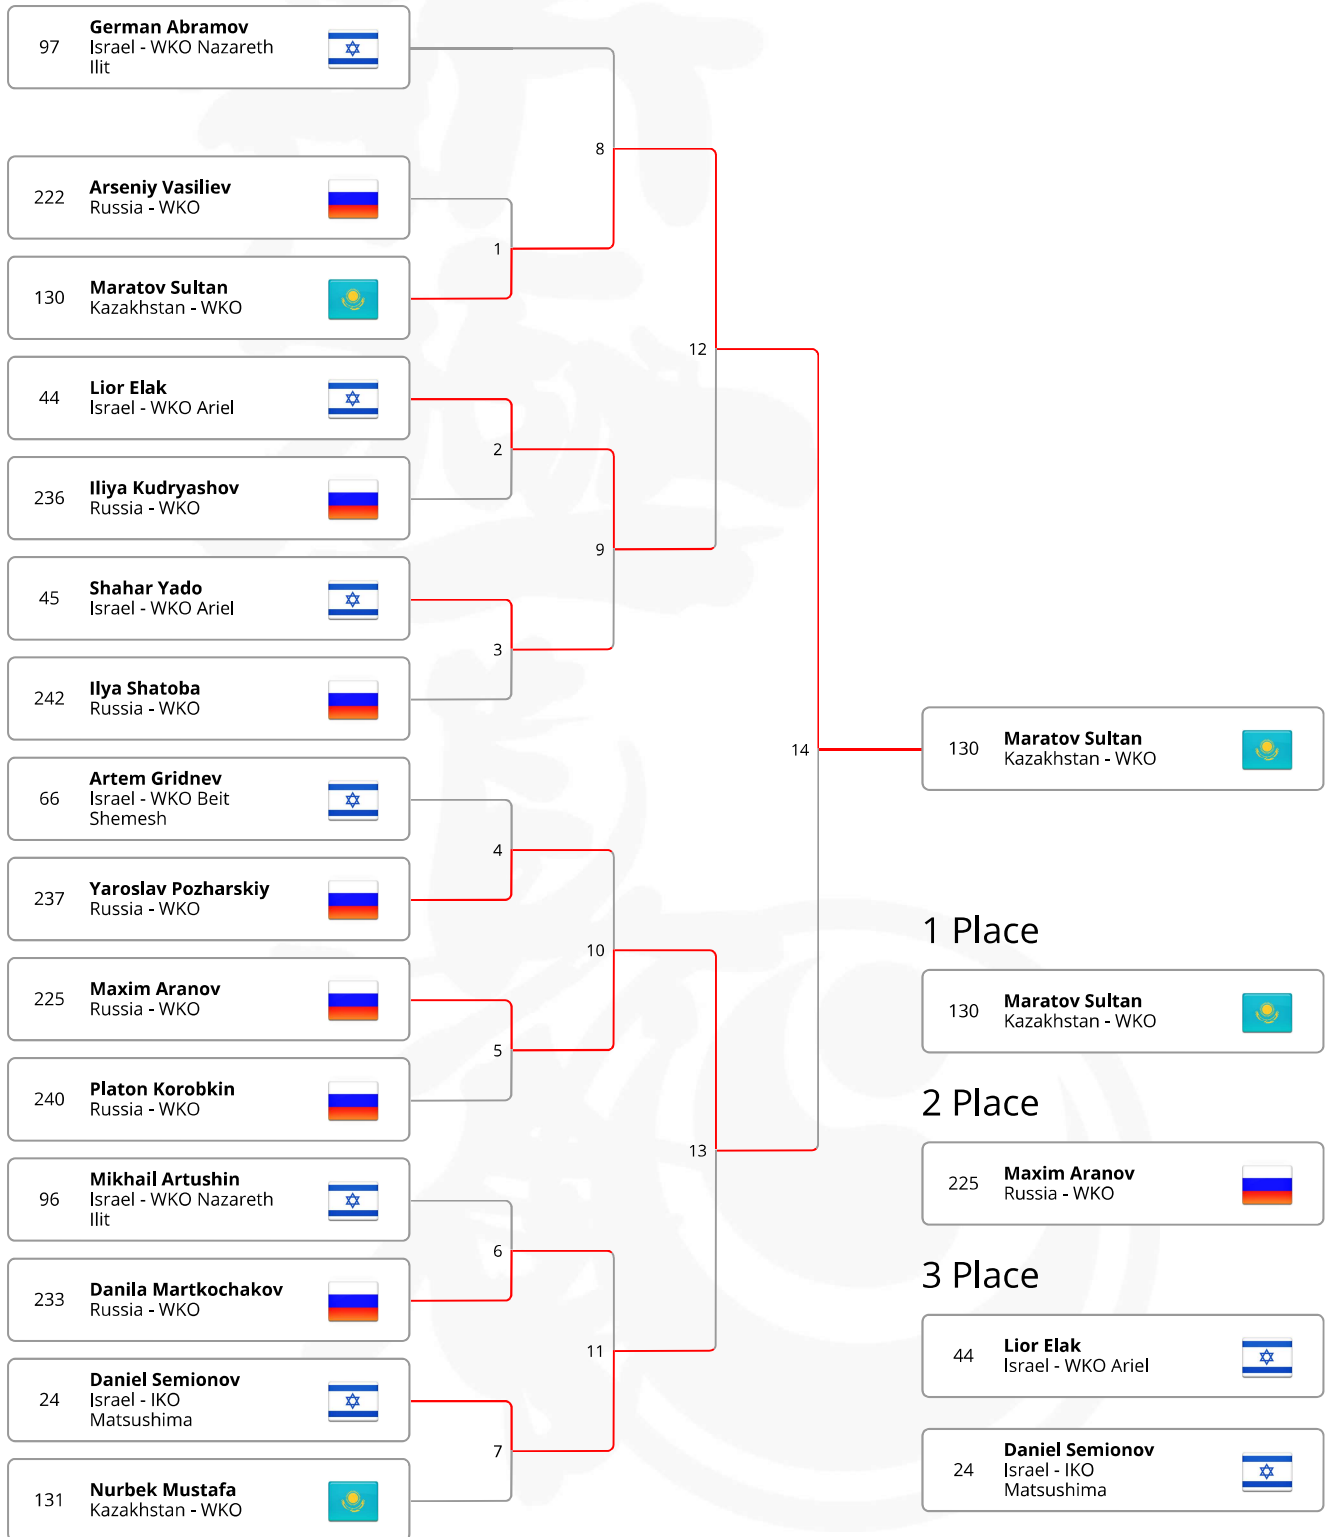 97
German Abramov
Israel - WKO Nazareth
Ilit
222
Arseniy Vasiliev
Russia - WKO
130
Maratov Sultan
Kazakhstan - WKO
44
Lior Elak
Israel - WKO Ariel
236
Iliya Kudryashov
Russia - WKO
45
Shahar Yado
Israel - WKO Ariel
242
Ilya Shatoba
Russia - WKO
66
Artem Gridnev
Israel - WKO Beit
Shemesh
237
Yaroslav Pozharskiy
Russia - WKO
225
Maxim Aranov
Russia - WKO
240
Platon Korobkin
Russia - WKO
96
Mikhail Artushin
Israel - WKO Nazareth
Ilit
233
Danila Martkochakov
Russia - WKO
24
Daniel Semionov
Israel - IKO
Matsushima
131
Nurbek Mustafa
Kazakhstan - WKO
1
2
3
4
5
6
7
8
9
10
11
12
13
14
130
Maratov Sultan
Kazakhstan - WKO
1 Place
130
Maratov Sultan
Kazakhstan - WKO
2 Place
225
Maxim Aranov
Russia - WKO
3 Place
44
Lior Elak
Israel - WKO Ariel
24
Daniel Semionov
Israel - IKO
Matsushima